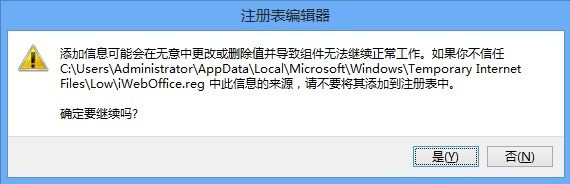 注册表编辑器
添加信息可能会在无意中更改或删除值并导致组件无法继续正常工作。如果你不信任
C:\Users\Administrator\AppData\Local\Microsoft\Windows\Temporary Internet
Files\Low\iWebOffice.reg 中此信息的来源，请不要将其添加到注册表中。
确定要继续吗?
是(Y)
否(N)